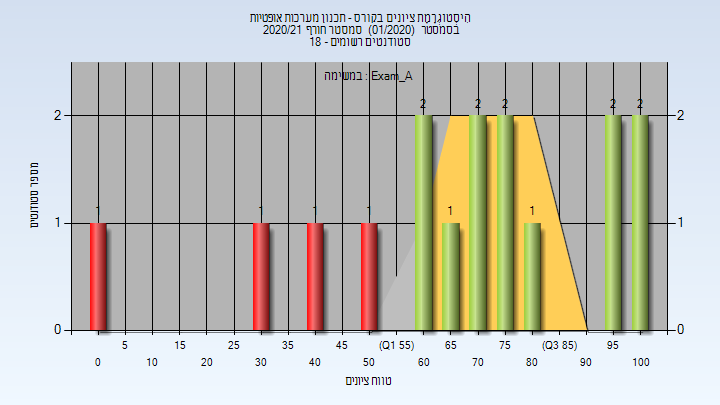 היסטוגרמת ציונים בקורס - תכנון מערכות אופטיות
בסמסטר (01/2020) סמסטר חורף 2020/21
סטודנטים רשומים - 18
במשימה : Exam_A
מספר סטודנטים
2 2 2 2 2 2 2
1 1 1 1 1 1 1 1
0 0
5 15 20 25 35 45 (Q1 55) 65 75 (Q3 85) 95
0 10 20 30 40 50 60 70 80 90 100
טווח ציונים